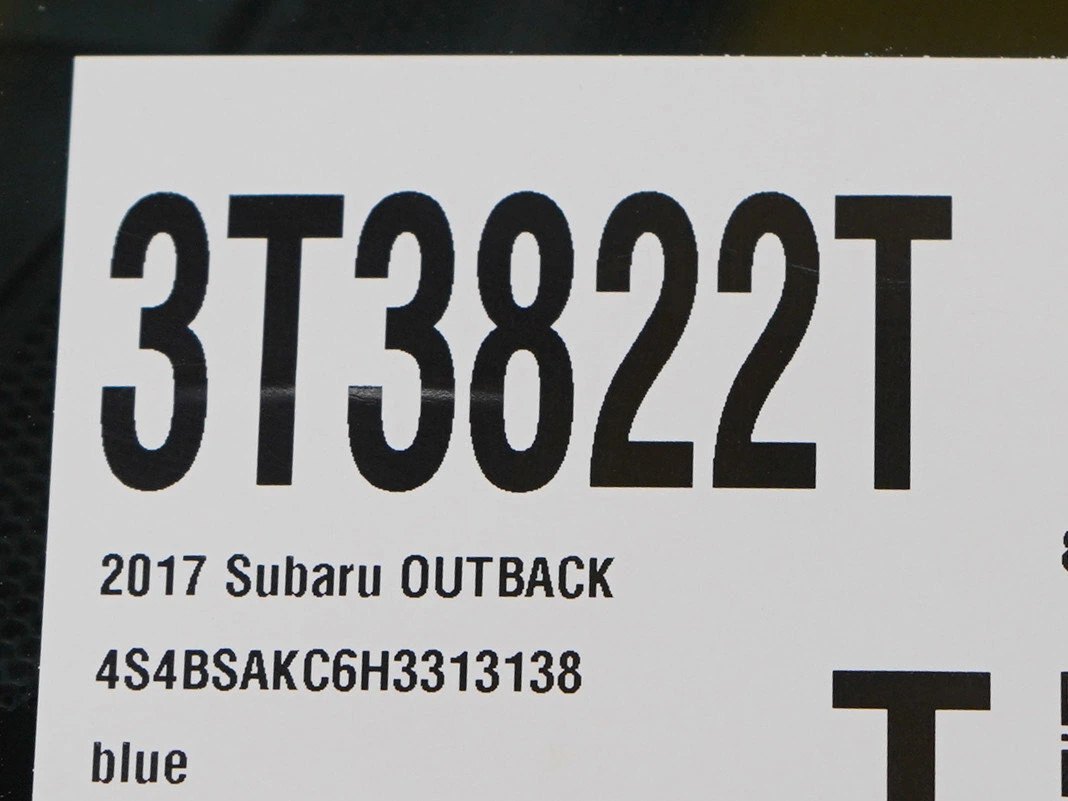 3T3822T
2017 Subaru OUTBACK
4S4BSAKC6H3313138
blue
T